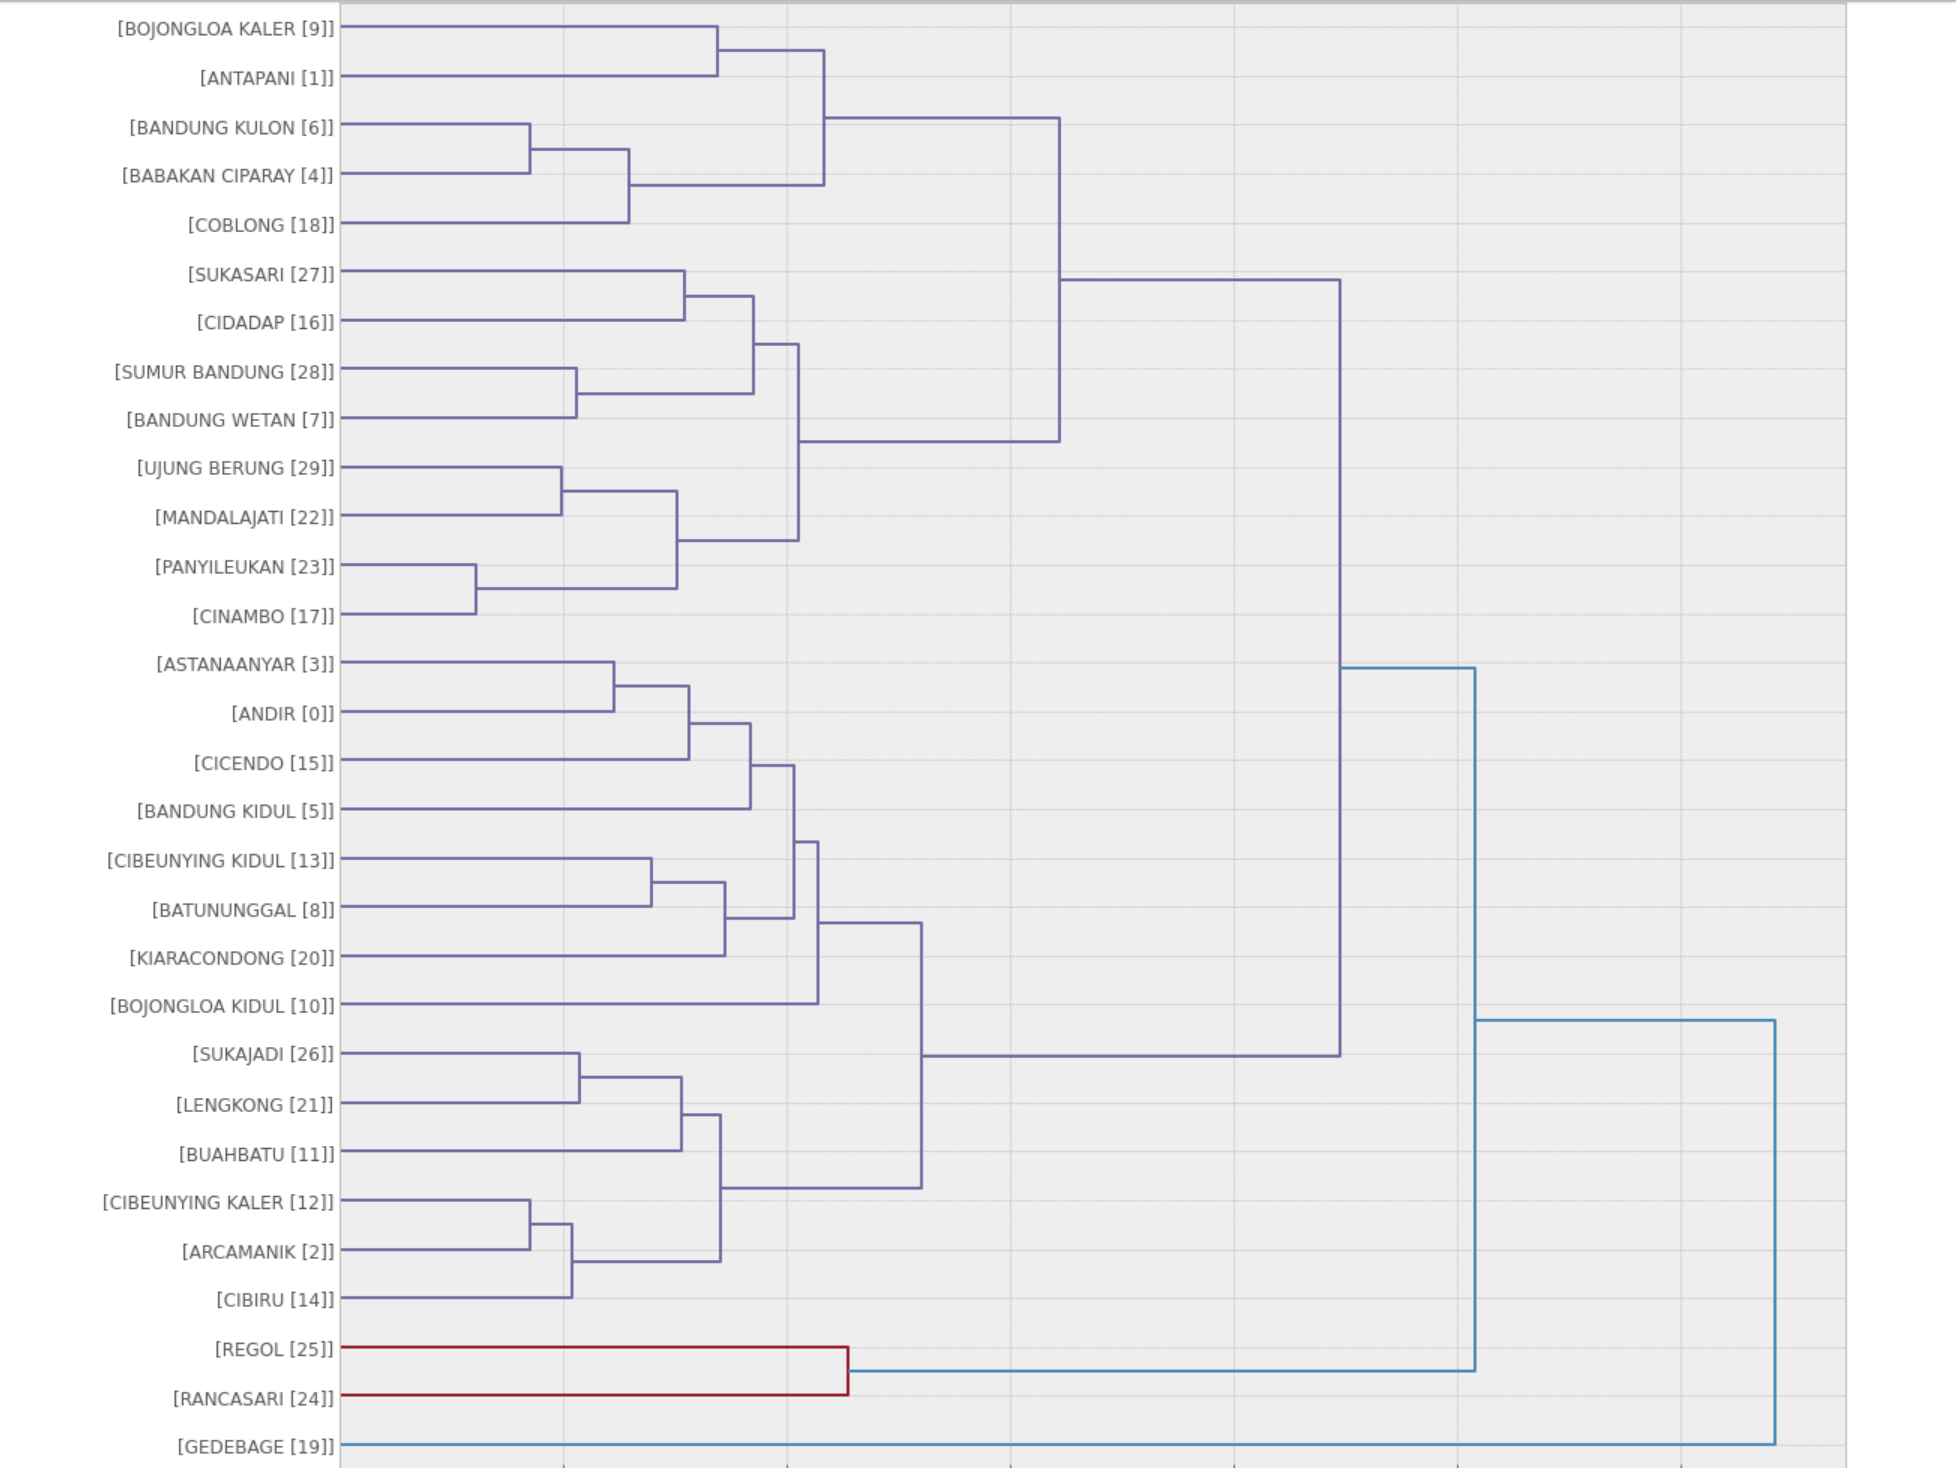 [BOJONGLOA KALER [9]]
[ANTAPANI [1]]
[BANDUNG KULON [6]]
[BABAKAN CIPARAY [4]]
[COBLONG [18]]
[SUKASARI [27]]
[CIDADAP [16]]
[SUMUR BANDUNG [28]]
[BANDUNG WETAN [7]]
[UJUNG BERUNG [29]]
[MANDALAJATI [22]]
[PANYILEUKAN [23]]
[CINAMBO [17]]
[ASTANAANYAR [3]]
[ANDIR [0]]
[CICENDO [15]]
[BANDUNG KIDUL [5]]
[CIBEUNYING KIDUL [13]]
[BATUNUNGGAL [8]]
[KIARACONDONG [20]]
[BOJONGLOA KIDUL [10]]
[SUKAJADI [26]]
[LENGKONG [21]]
[BUAHBATU [11]]
[CIBEUNYING KALER [12]]
[ARCAMANIK [2]]
[CIBIRU [14]]
[REGOL [25]]
[RANCASARI [24]]
[GEDEBAGE [19]]